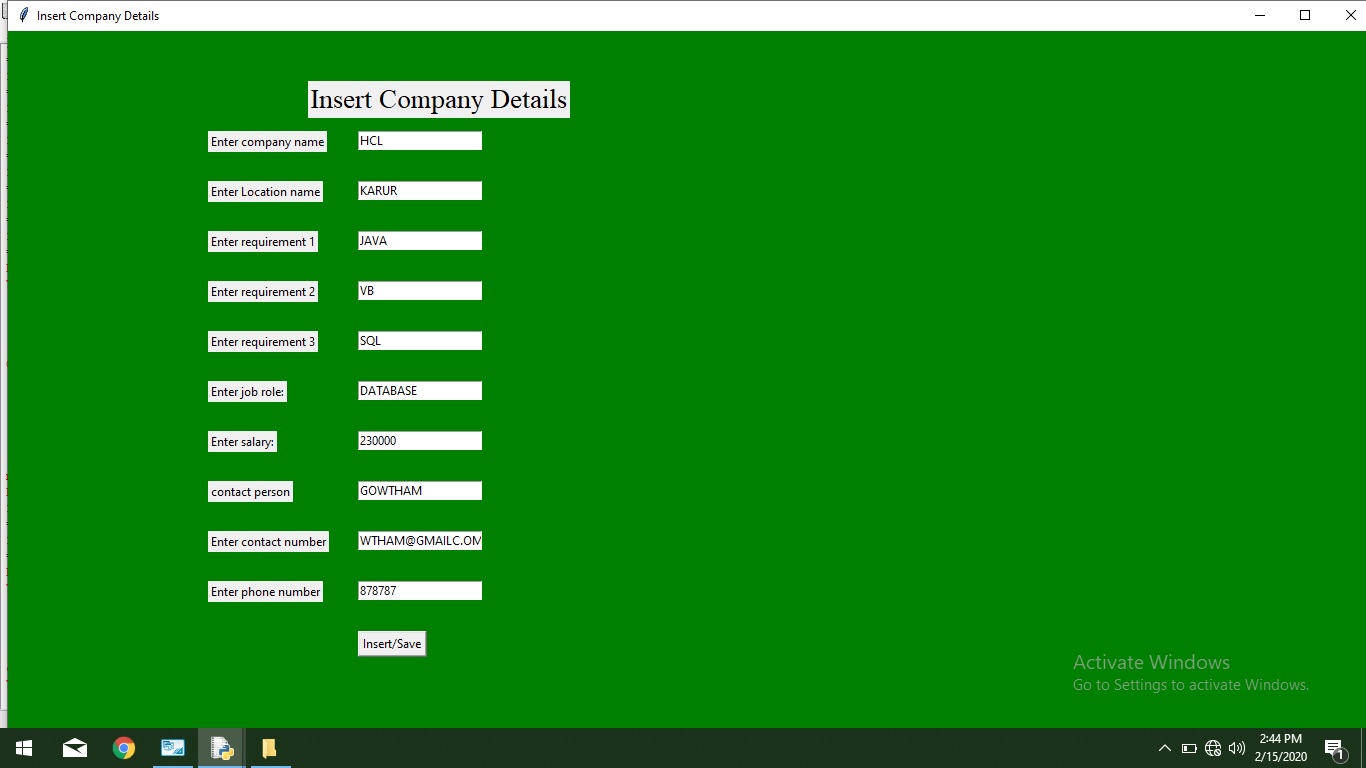 Insert Company Details
Insert Company Details
Enter company name HCL
Enter Location name KARUR
Enter requirement 1 JAVA
Enter requirement 2 VB
Enter requirement 3 SQL
Enter job role: DATABASE
Enter salary: 230000
contact person GOWTHAM
Enter contact number WTHAM@GMAILC.OM
Enter phone number 878787
Insert/Save
Activate Windows
Go to Settings to activate Windows.
2:44 PM
2/15/2020
1